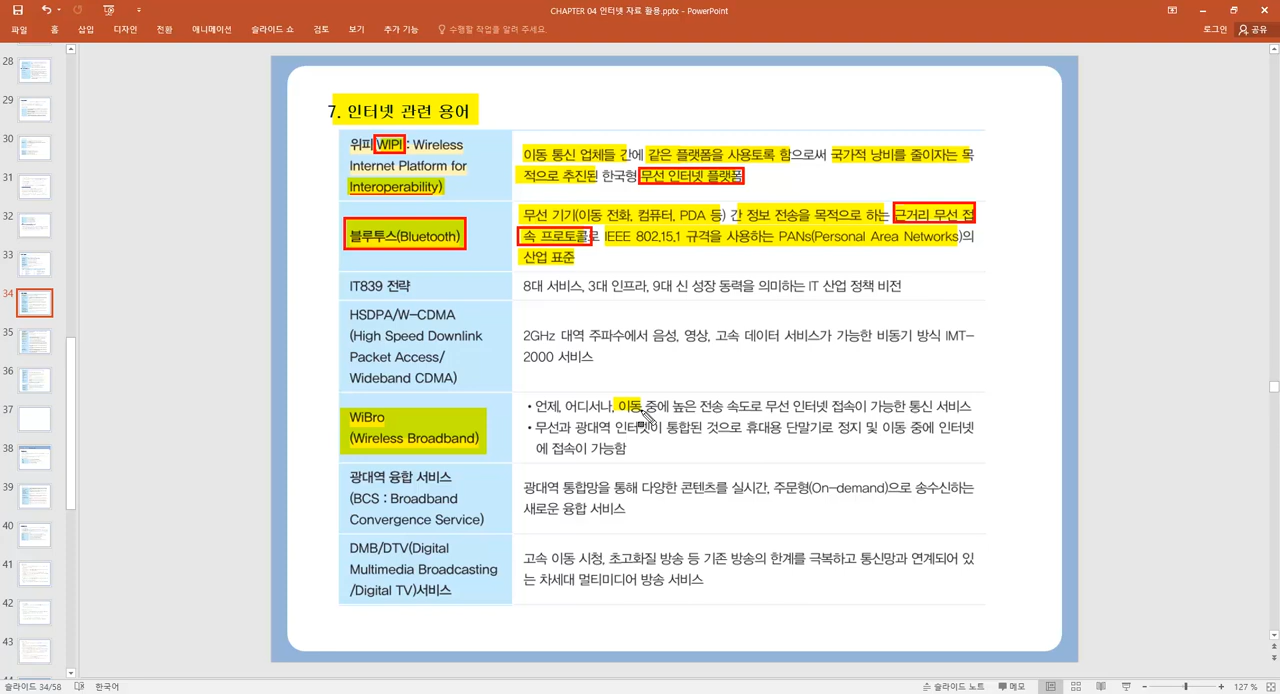 CHAPTER 04 인터넷 자료 활용.pptx - PowerPoint
파일 홈 삽입 디자인 전환 애니메이션 슬라이드 쇼 검토 보기 추가 기능 수행할 작업을 알려 주세요. 로그인 공유
28
29
30
31
32
33
34
35
36
37
38
39
40
41
42
43
7. 인터넷 관련 용어
위피 WIPI : Wireless
Internet Platform for
Interoperability)
이동 통신 업체들 간에 같은 플랫폼을 사용토록 함으로써 국가적 낭비를 줄이자는 목
적으로 추진된 한국형 무선 인터넷 플랫폼
블루투스(Bluetooth)
무선 기기(이동 전화, 컴퓨터, PDA 등) 간 정보 전송을 목적으로 하는 근거리 무선 접
속 프로토콜로 IEEE 802.15.1 규격을 사용하는 PANs(Personal Area Networks)의
산업 표준
IT839 전략
8대 서비스, 3대 인프라, 9대 신 성장 동력을 의미하는 IT 산업 정책 비전
HSDPA/W-CDMA
(High Speed Downlink
Packet Access/
Wideband CDMA)
2GHz 대역 주파수에서 음성, 영상, 고속 데이터 서비스가 가능한 비동기 방식 IMT-
2000 서비스
WiBro
(Wireless Broadband)
• 언제, 어디서나, 이동 중에 높은 전송 속도로 무선 인터넷 접속이 가능한 통신 서비스
• 무선과 광대역 인터넷이 통합된 것으로 휴대용 단말기로 정지 및 이동 중에 인터넷
에 접속이 가능함
광대역 융합 서비스
(BCS : Broadband
Convergence Service)
광대역 통합망을 통해 다양한 콘텐츠를 실시간, 주문형(On-demand)으로 송수신하는
새로운 융합 서비스
DMB/DTV(Digital
Multimedia Broadcasting
/Digital TV)서비스
고속 이동 시청, 초고화질 방송 등 기존 방송의 한계를 극복하고 통신망과 연계되어 있
는 차세대 멀티미디어 방송 서비스
슬라이드 34/58 한국어 슬라이드 노트 메모 127 %